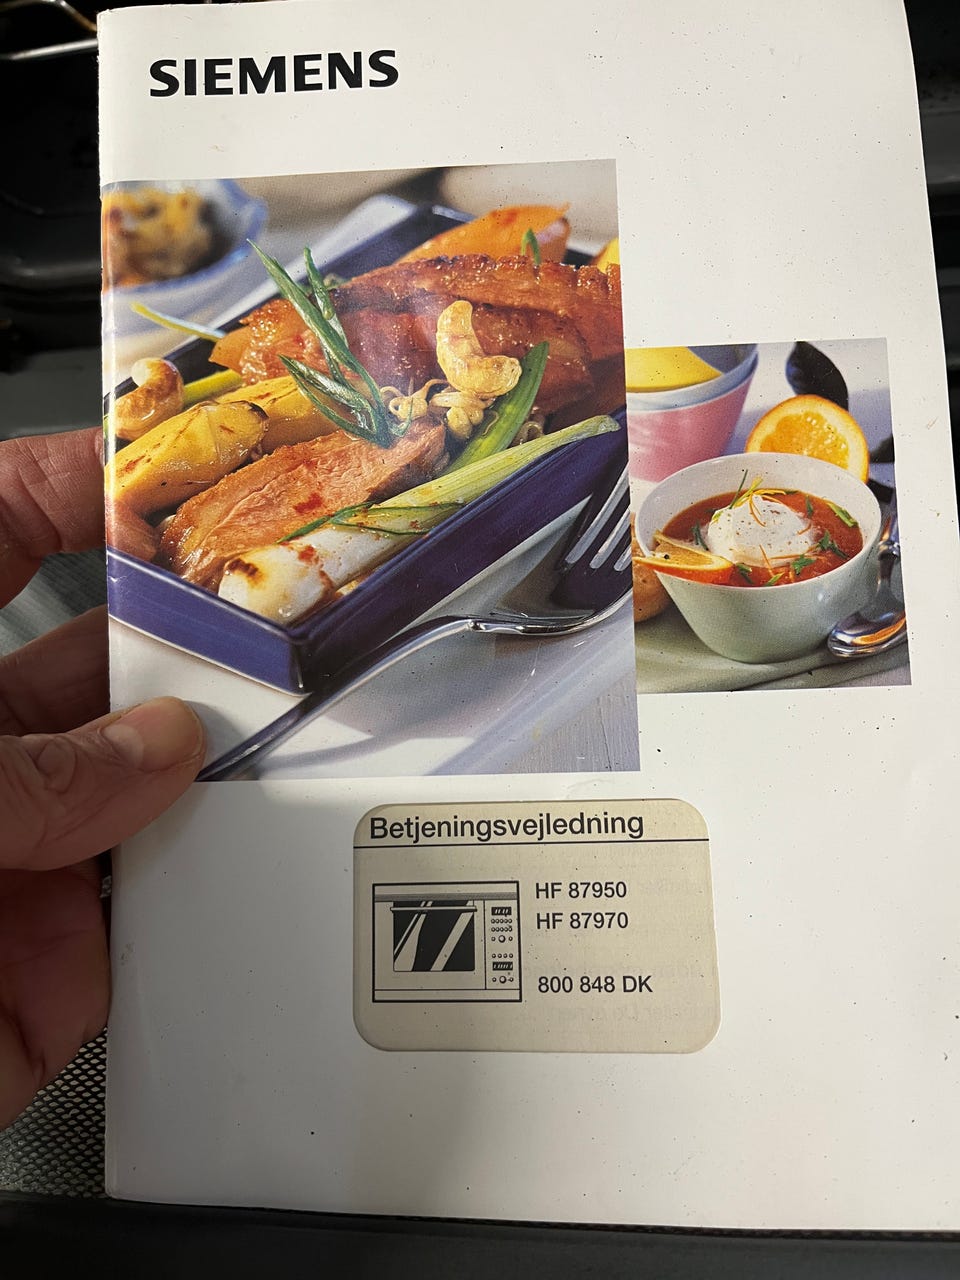 SIEMENS
Betjeningsvejledning
HF 87950
HF 87970
800 848 DK